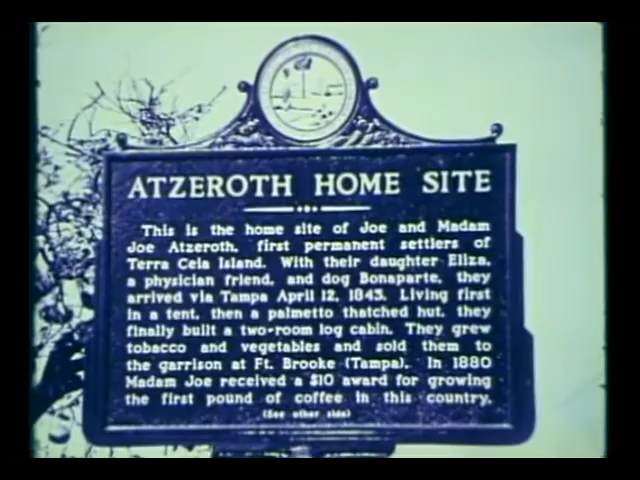 ATZEROTH HOME SITE
This is the home site of Joe and Madam
Joe Atzeroth, first permanent settlers of
Terra Ceia Island. With their daughter Eliza,
a physician friend, and dog Bonaparte, they
arrived via Tampa April 12, 1843. Living first
in a tent, then a palmetto thatched hut, they
finally built a two-room log cabin. They grew
tobacco and vegetables and sold them to
the garrison at Ft. Brooke (Tampa). In 1880
Madam Joe received a $10 award for growing
the first pound of coffee in this country.
(See other side)